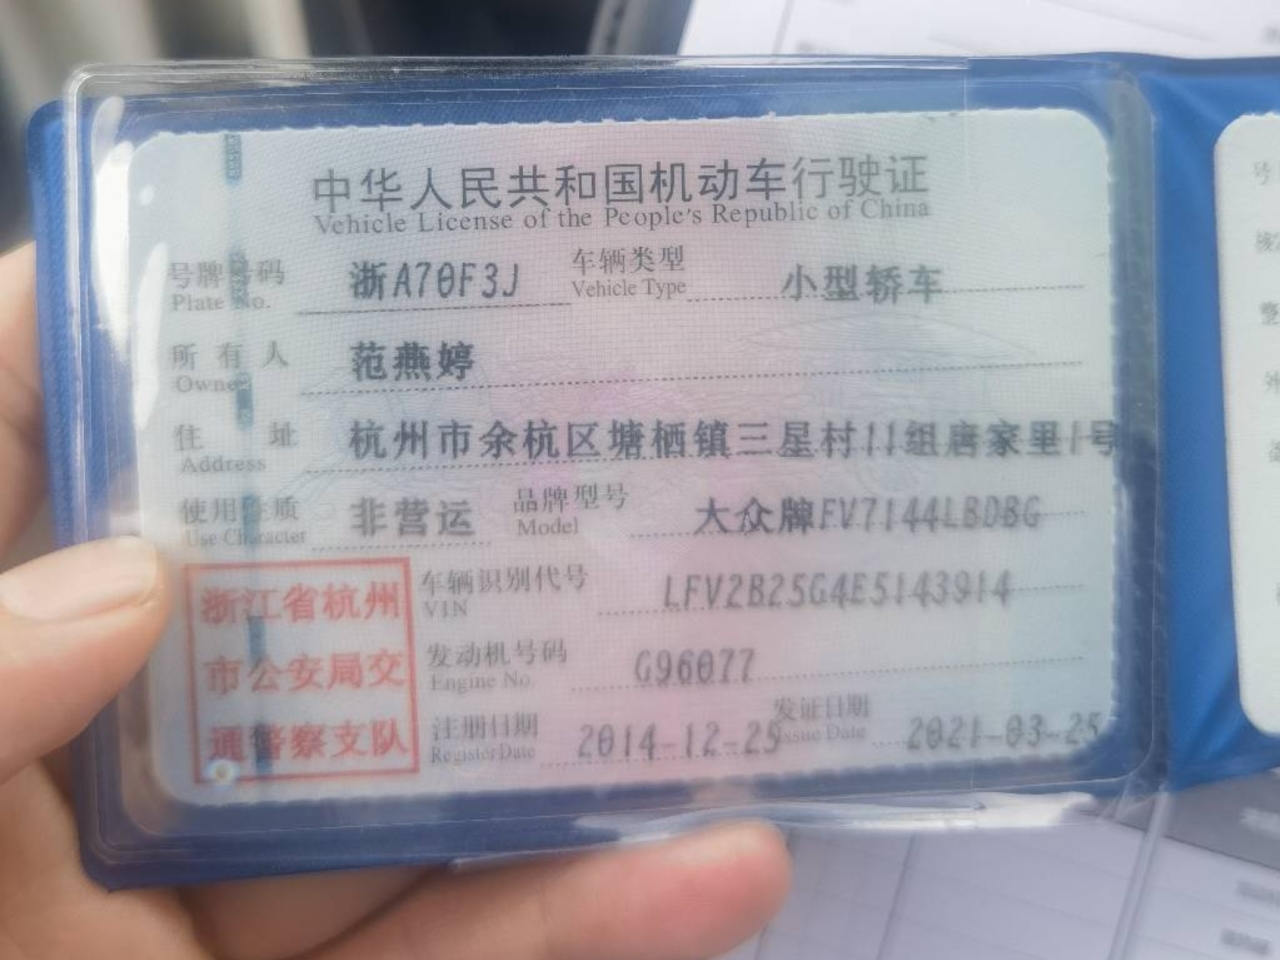 中华人民共和国机动车行驶证
Vehicle License of the People's Republic of China
号牌号码 浙A70F3J 车辆类型 小型轿车
Plate No. Vehicle Type
所有人 范燕婷
Owner
住址 杭州市余杭区塘栖镇三星村11组唐家里1号
Address
使用性质 非营运 品牌型号 大众牌FV7144LBDBG
Use Character Model
车辆识别代号 LFV2B25G4E5143914
VIN
发动机号码 G96077
Engine No.
注册日期 2014-12-25 发证日期 2021-03-25
Register Date Issue Date
浙江省杭州
市公安局交
通警察支队
号